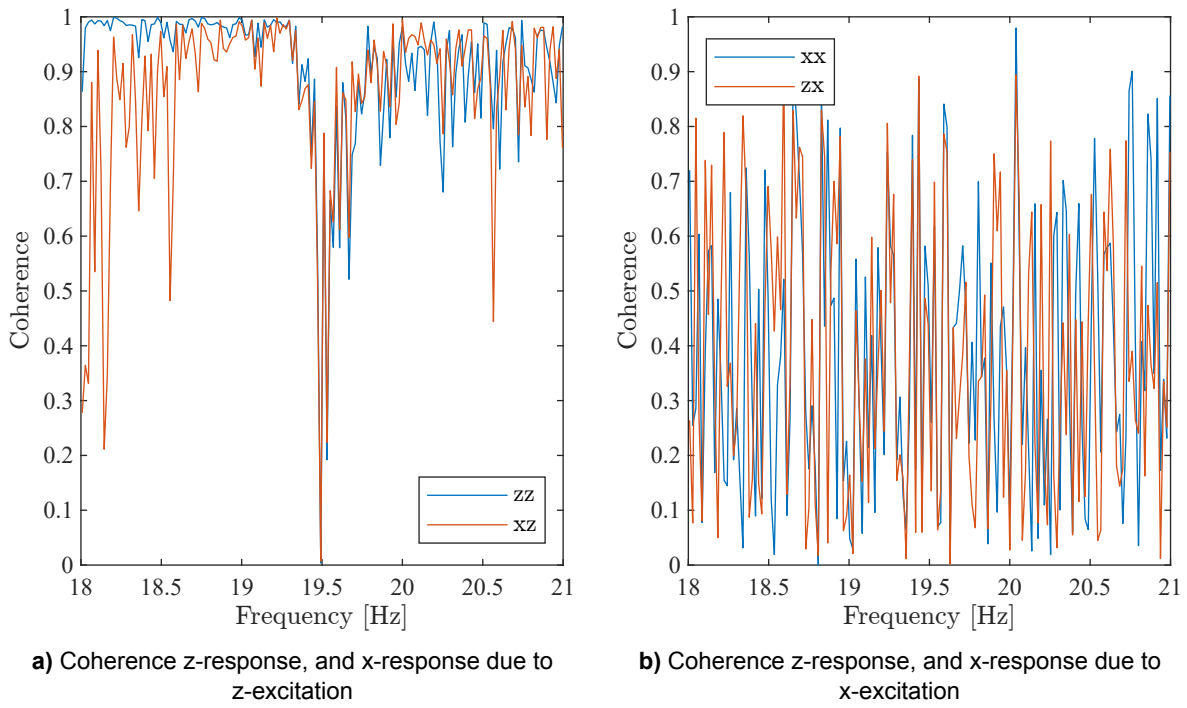 1
0.9
0.8
0.7
0.6
0.5
0.4
0.3
0.2
0.1
0
Coherence
zz
xz
18 18.5 19 19.5 20 20.5 21
Frequency [Hz]
a) Coherence z-response, and x-response due to
z-excitation
1
0.9
0.8
0.7
0.6
0.5
0.4
0.3
0.2
0.1
0
Coherence
xx
zx
18 18.5 19 19.5 20 20.5 21
Frequency [Hz]
b) Coherence z-response, and x-response due to
x-excitation